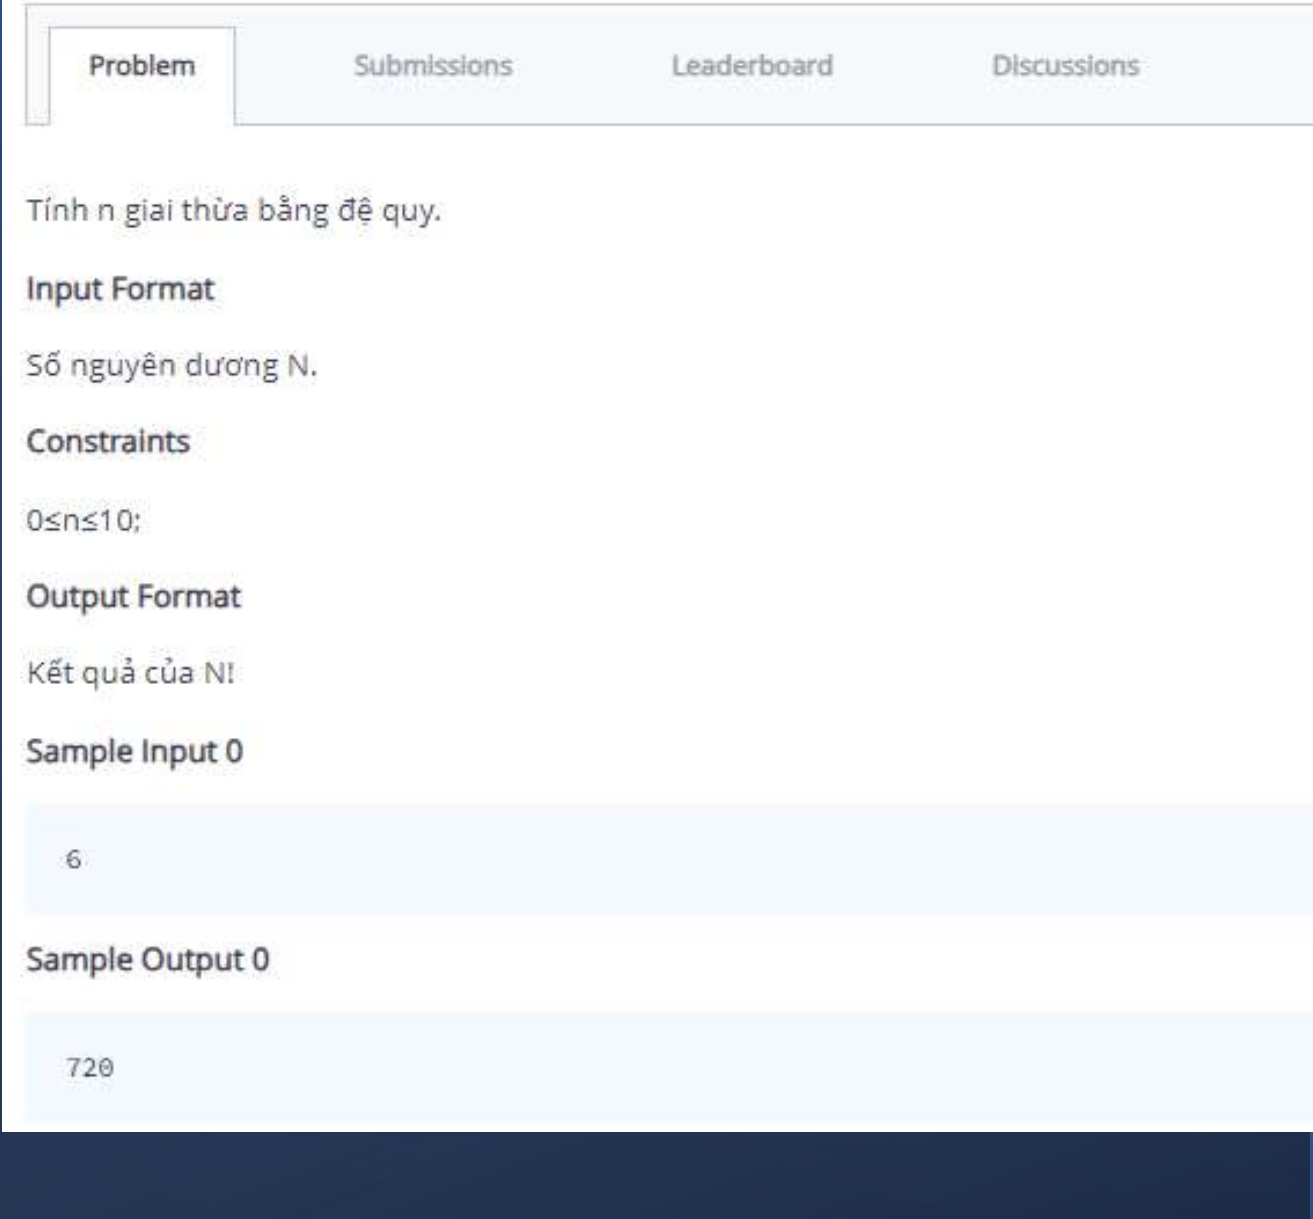 Problem Submissions Leaderboard Discussions
Tính n giai thừa bằng đệ quy.
Input Format
Số nguyên dương N.
Constraints
0≤n≤10;
Output Format
Kết quả của N!
Sample Input 0
6
Sample Output 0
720